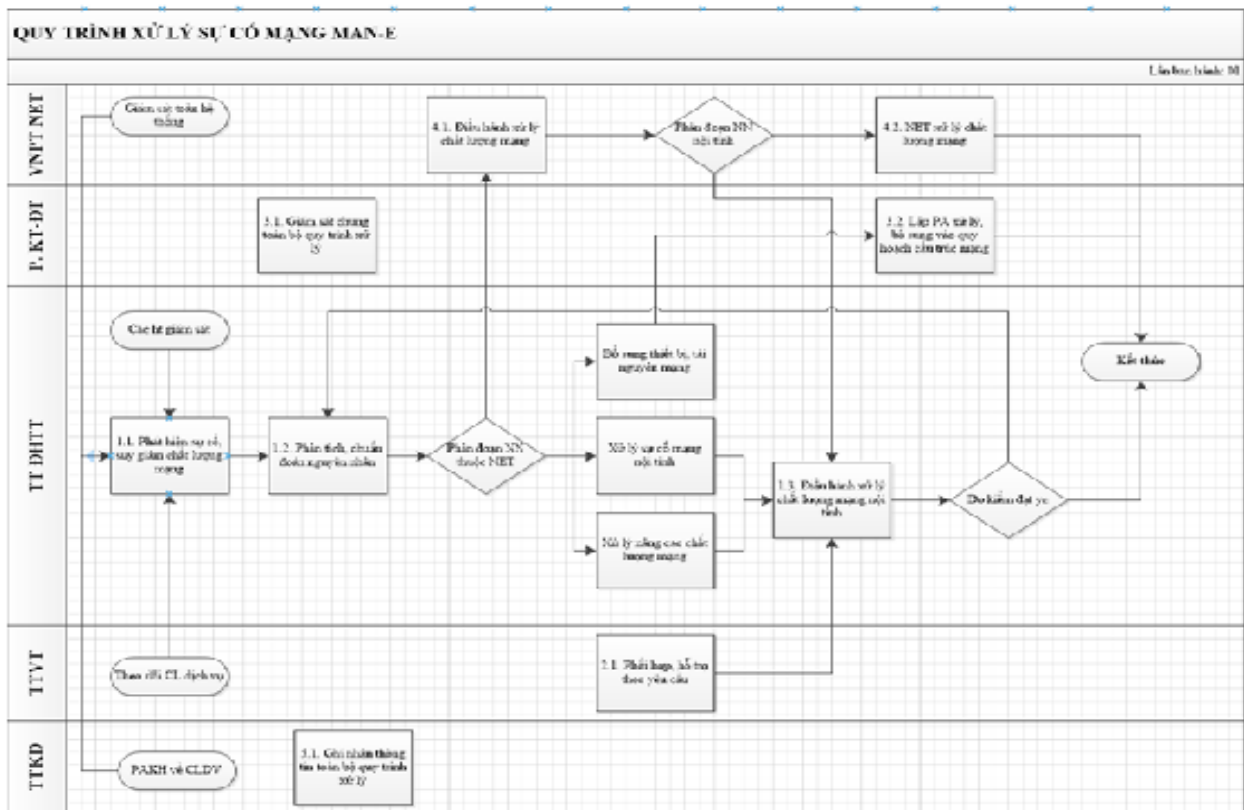 QUY TRÌNH XỬ LÝ SỰ CỐ MẠNG MAN-E
Lần ban hành: 01
VNPT NET
Giám sát toàn hệ
thống
4.1. Điều hành xử lý
chất lượng mạng
Phân đoạn NN
nội tỉnh
4.2. NET xử lý chất
lượng mạng
P. KT-ĐT
3.1. Giám sát chung
toàn bộ quy trình xử
lý
3.2. Lập PA xử lý,
bổ sung vào quy
hoạch cấu trúc mạng
TT ĐHTT
Các ht giám sát
1.1. Phát hiện sự cố,
suy giảm chất lượng
mạng
1.2. Phân tích, chuẩn
đoán nguyên nhân
Phân đoạn NN
thuộc NET
Bổ sung thiết bị, tài
nguyên mạng
Xử lý sự cố mạng
nội tỉnh
Xử lý nâng cao chất
lượng mạng
1.3. Điều hành xử lý
chất lượng mạng nội
tỉnh
Đo kiểm đạt yc
Kết thúc
TTVT
Theo dõi CL dịch vụ
2.1. Phối hợp, hỗ trợ
theo yêu cầu
TTKD
PAKH về CLDV
5.1. Ghi nhận thông
tin toàn bộ quy trình
xử lý